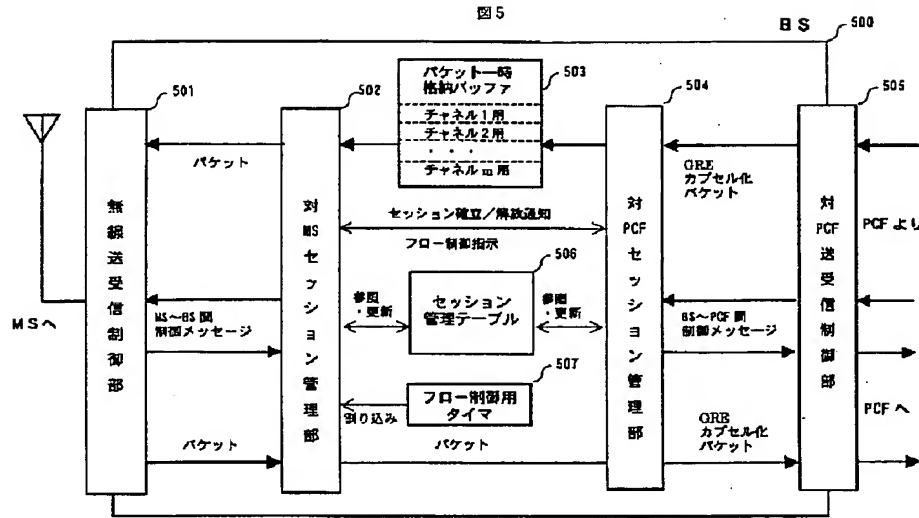 図5
BS
500
501
502
503
504
505
パケット一時
格納バッファ
チャネル1用
チャネル2用
・・・
チャネルm用
パケット
GRE
カプセル化
パケット
セッション確立/解放通知
フロー制御指示
506
無線送受信制御部
対MSセッション管理部
対PCFセッション管理部
対PCF送受信制御部
PCFより
MSへ
MS~BS間
制御メッセージ
参照
・更新
セッション
管理テーブル
参照
・更新
BS~PCF間
制御メッセージ
507
フロー制御用
タイマ
割り込み
PCFへ
パケット
パケット
GRE
カプセル化
パケット